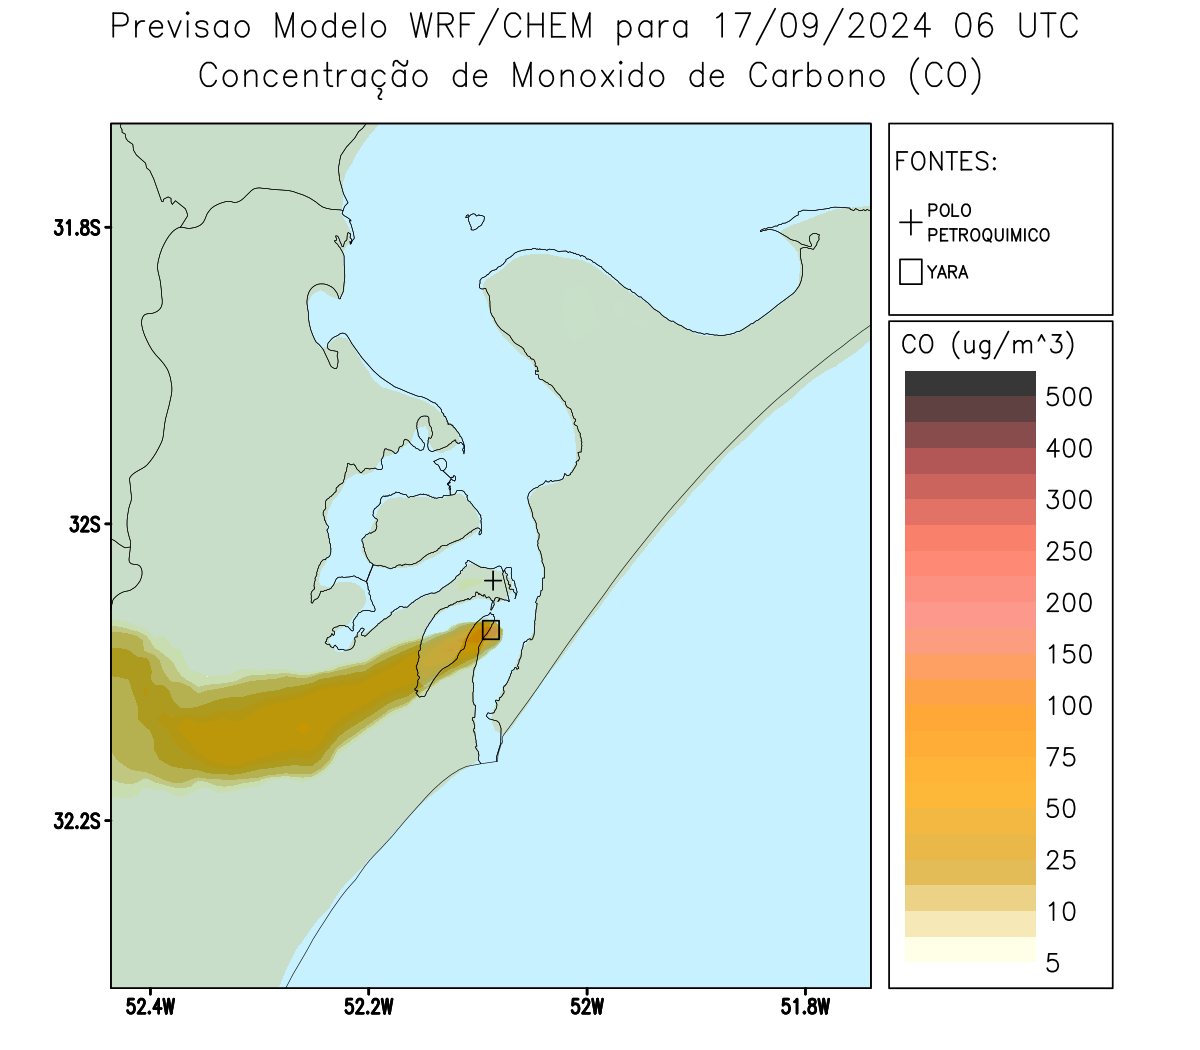 Previsao Modelo WRF/CHEM para 17/09/2024 06 UTC
Concentração de Monoxido de Carbono (CO)
FONTES:
POLO
PETROQUIMICO
YARA
CO (ug/m^3)
500
400
300
250
200
150
100
75
50
25
10
5
31.8S
32S
32.2S
52.4W
52.2W
52W
51.8W